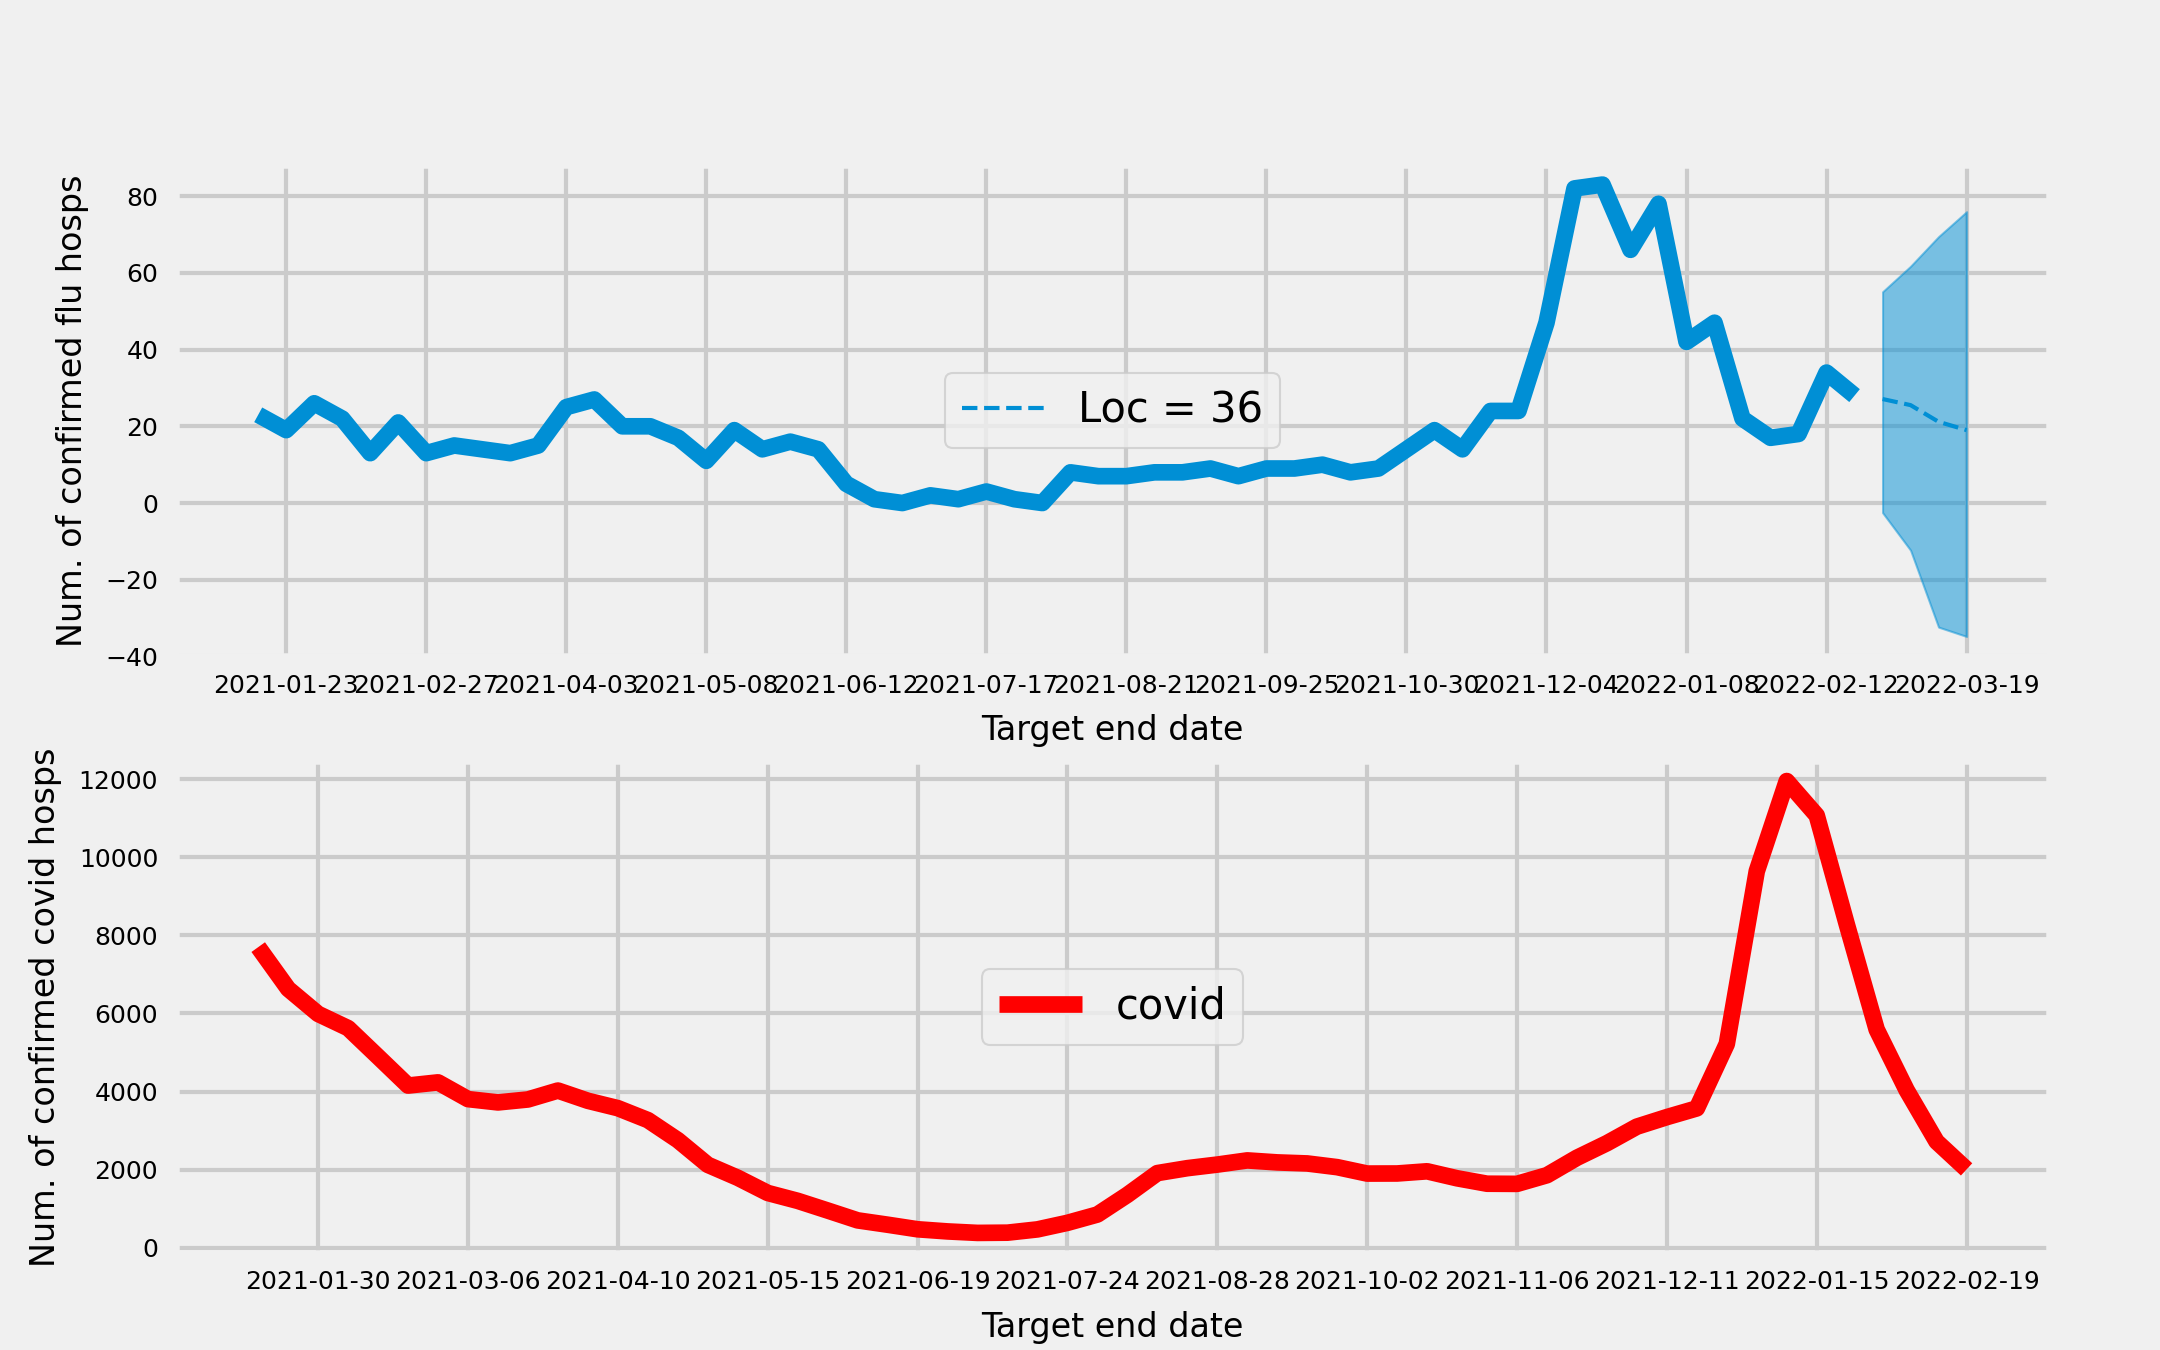 Num. of confirmed flu hosps
80
60
40
20
0
−20
−40
Loc = 36
2021-01-23 2021-02-27 2021-04-03 2021-05-08 2021-06-12 2021-07-17 2021-08-21 2021-09-25 2021-10-30 2021-12-04 2022-01-08 2022-02-12 2022-03-19
Target end date
Num. of confirmed covid hosps
12000
10000
8000
6000
4000
2000
0
covid
2021-01-30 2021-03-06 2021-04-10 2021-05-15 2021-06-19 2021-07-24 2021-08-28 2021-10-02 2021-11-06 2021-12-11 2022-01-15 2022-02-19
Target end date